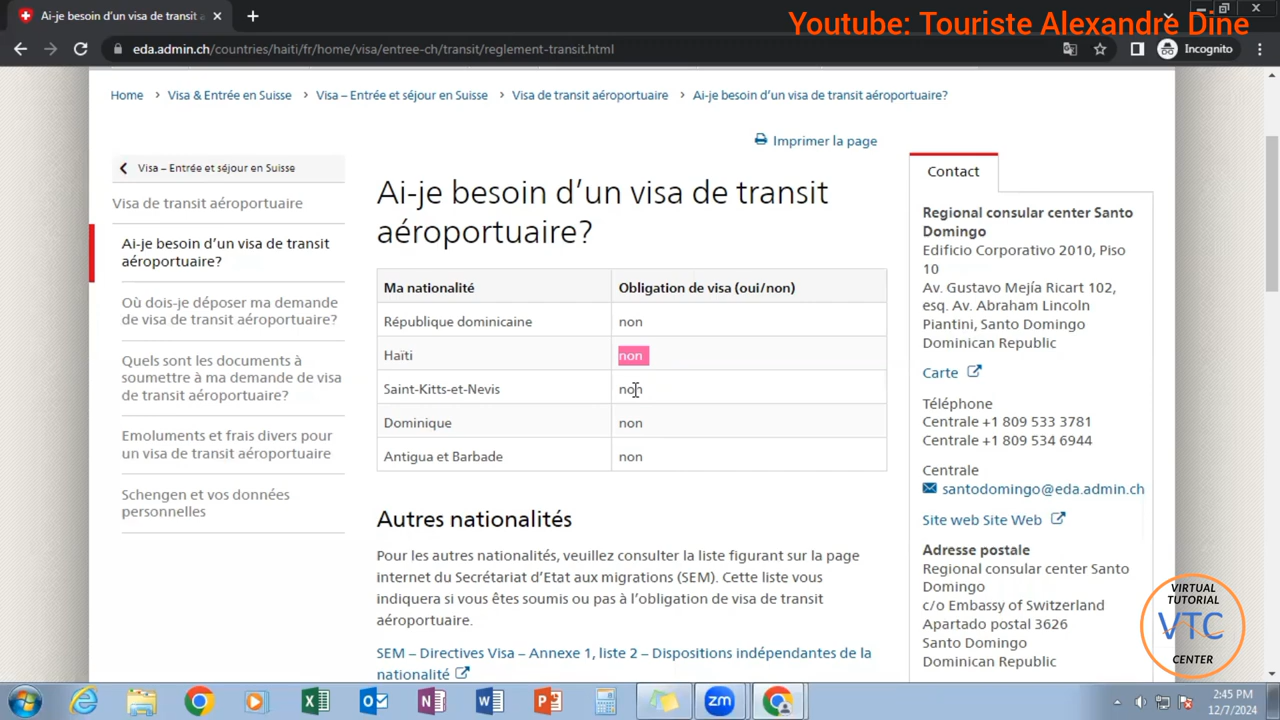 Ai-je besoin d'un visa de transit a
Youtube: Touriste Alexandre Dine
eda.admin.ch/countries/haiti/fr/home/visa/entree-ch/transit/reglement-transit.html
Incognito
Home > Visa & Entrée en Suisse > Visa – Entrée et séjour en Suisse > Visa de transit aéroportuaire > Ai-je besoin d'un visa de transit aéroportuaire?
Imprimer la page
Visa – Entrée et séjour en Suisse
Visa de transit aéroportuaire
Ai-je besoin d'un visa de transit
aéroportuaire?
Où dois-je déposer ma demande
de visa de transit aéroportuaire?
Quels sont les documents à
soumettre à ma demande de visa
de transit aéroportuaire?
Emoluments et frais divers pour
un visa de transit aéroportuaire
Schengen et vos données
personnelles
Ai-je besoin d'un visa de transit
aéroportuaire?
Ma nationalité Obligation de visa (oui/non)
République dominicaine non
Haïti non
Saint-Kitts-et-Nevis non
Dominique non
Antigua et Barbade non
Autres nationalités
Pour les autres nationalités, veuillez consulter la liste figurant sur la page
internet du Secrétariat d'Etat aux migrations (SEM). Cette liste vous
indiquera si vous êtes soumis ou pas à l'obligation de visa de transit
aéroportuaire.
SEM – Directives Visa – Annexe 1, liste 2 – Dispositions indépendantes de la
nationalité
Contact
Regional consular center Santo
Domingo
Edificio Corporativo 2010, Piso
10
Av. Gustavo Mejía Ricart 102,
esq. Av. Abraham Lincoln
Piantini, Santo Domingo
Dominican Republic
Carte
Téléphone
Centrale +1 809 533 3781
Centrale +1 809 534 6944
Centrale
santodomingo@eda.admin.ch
Site web Site Web
Adresse postale
Regional consular center Santo
Domingo
c/o Embassy of Switzerland
Apartado postal 3626
Santo Domingo
Dominican Republic
VIRTUAL
TUTORIAL
VTC
CENTER
zm
2:45 PM
12/7/2024